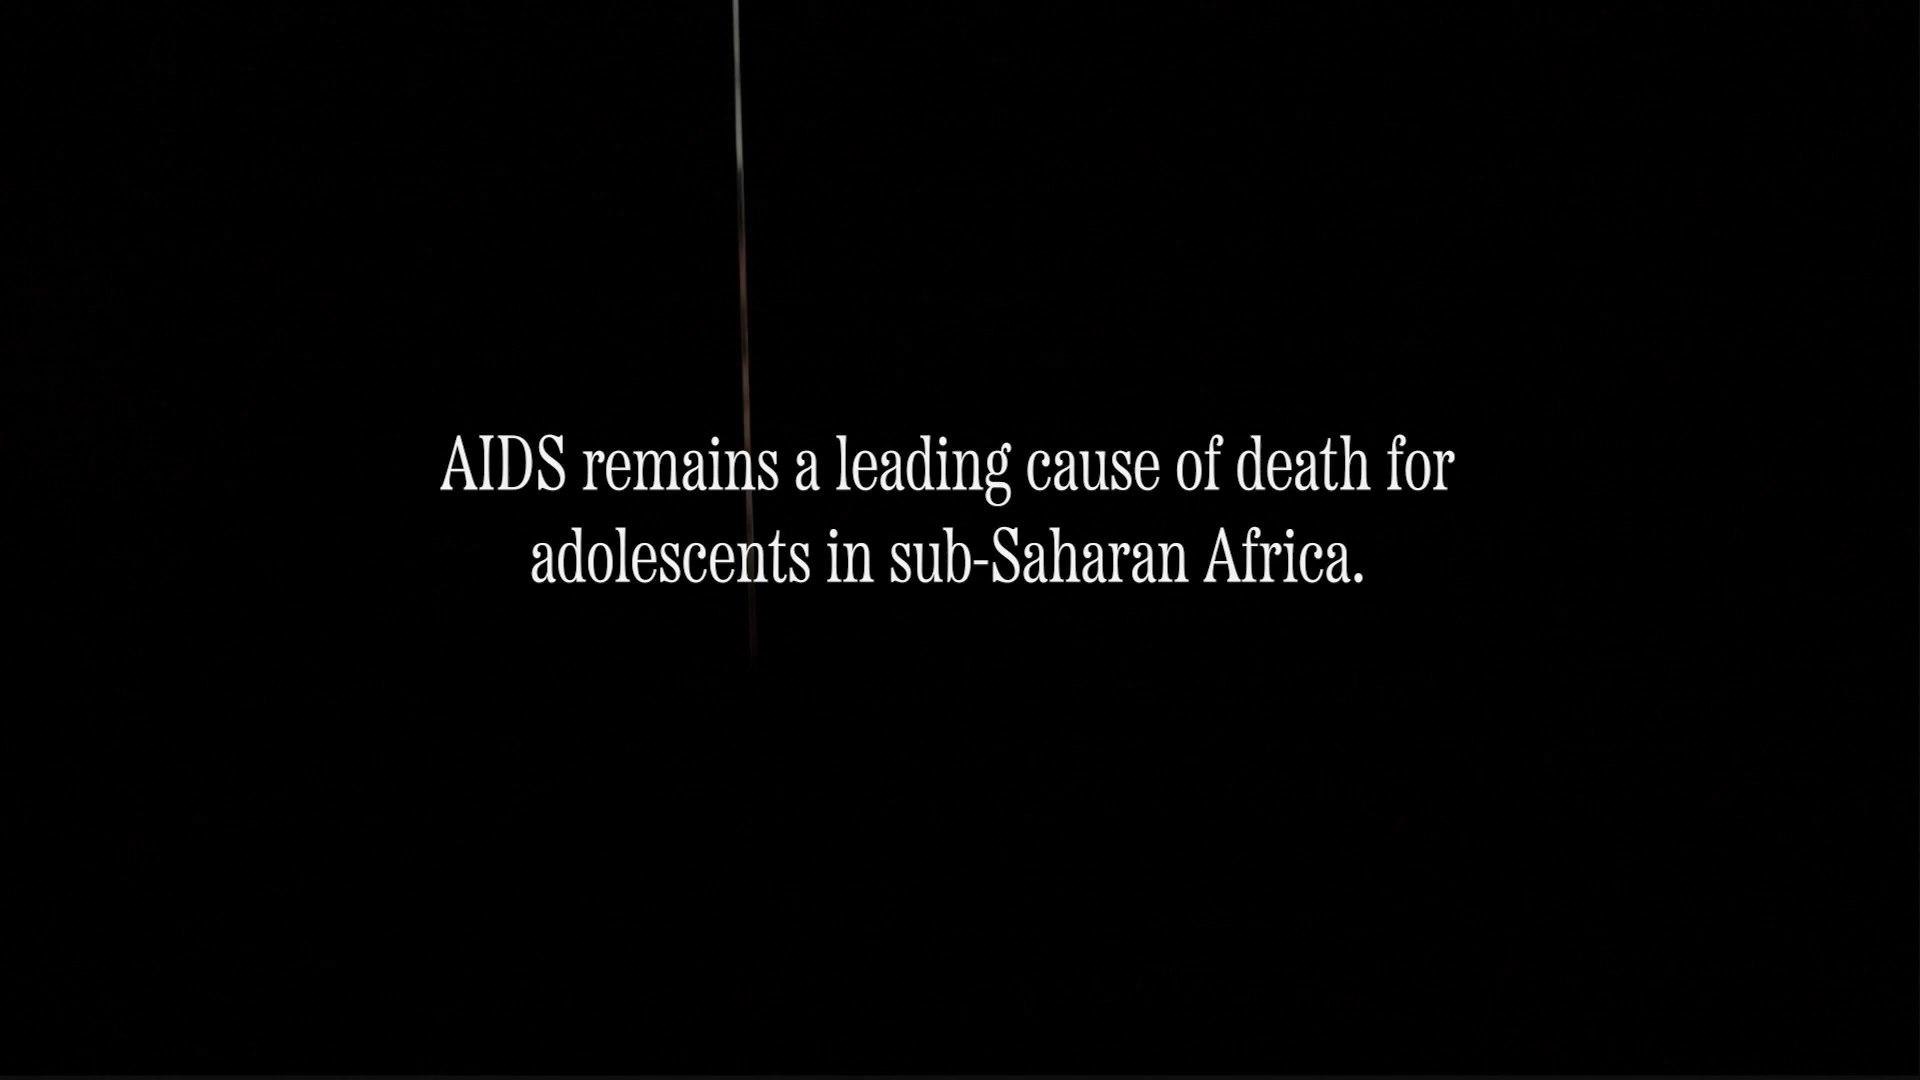 AIDS remains a leading cause of death for
adolescents in sub-Saharan Africa.